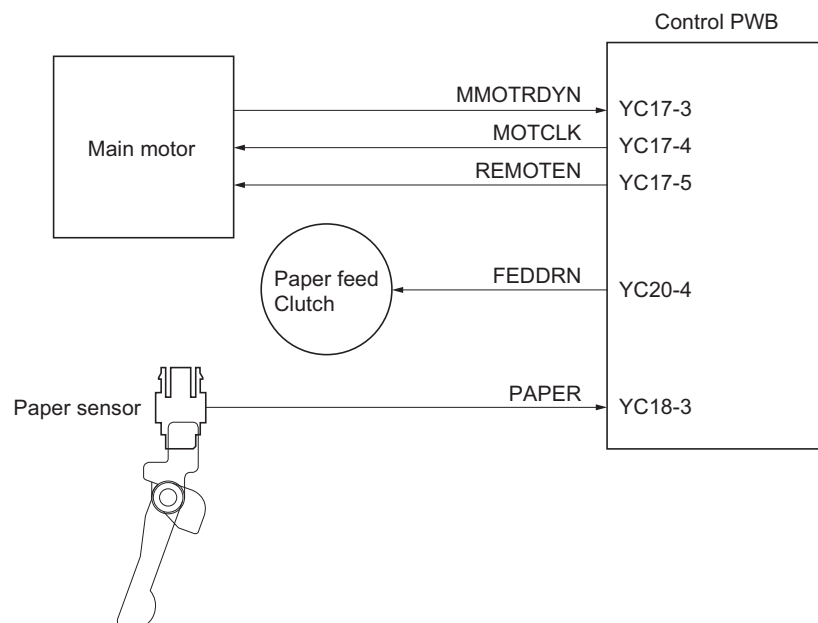 Control PWB
MMOTRDYN
YC17-3
Main motor
MOTCLK
YC17-4
REMOTEN
YC17-5
Paper feed
Clutch
FEDDRN
YC20-4
Paper sensor
PAPER
YC18-3